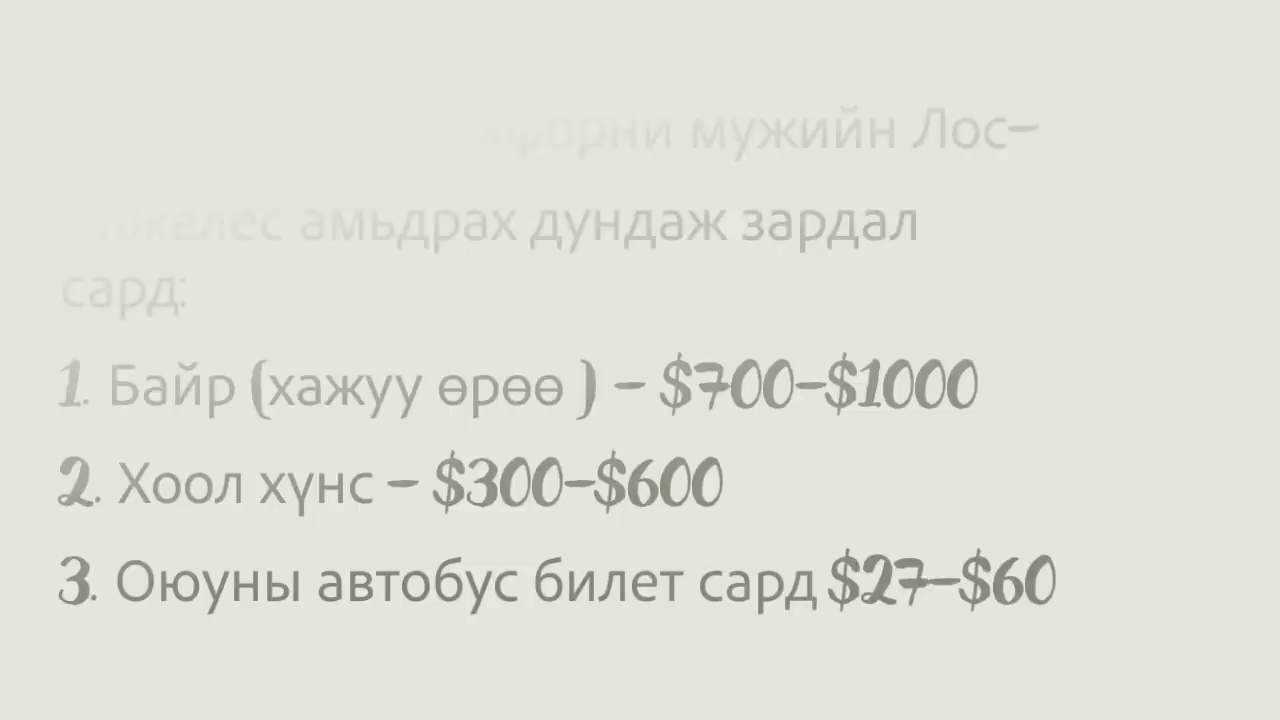 мужийн Лос-
амьдрах дундаж зардал
сард:
1. Байр (хажуу өрөө ) - $700-$1000
2. Хоол хүнс - $300-$600
3. Оюуны автобус билет сард $27-$60